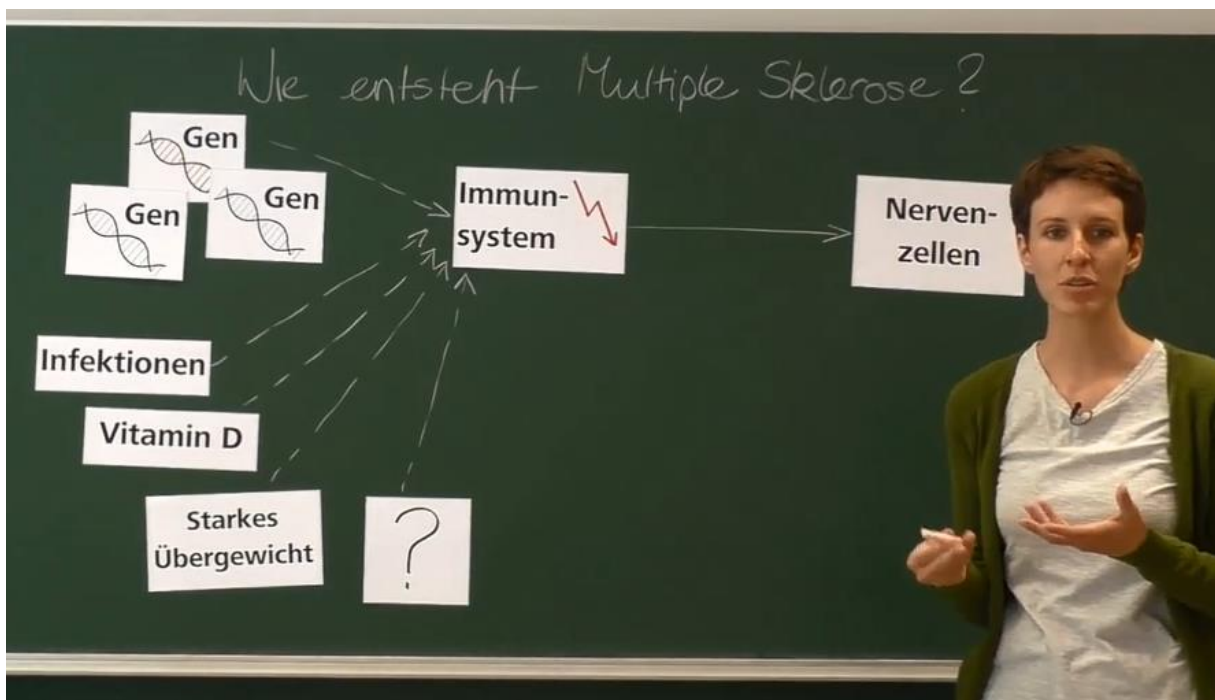 Wie entsteht Multiple Sklerose?
Gen
Gen
Gen
Immun-
system
Nerven-
zellen
Infektionen
Vitamin D
Starkes
Übergewicht
?